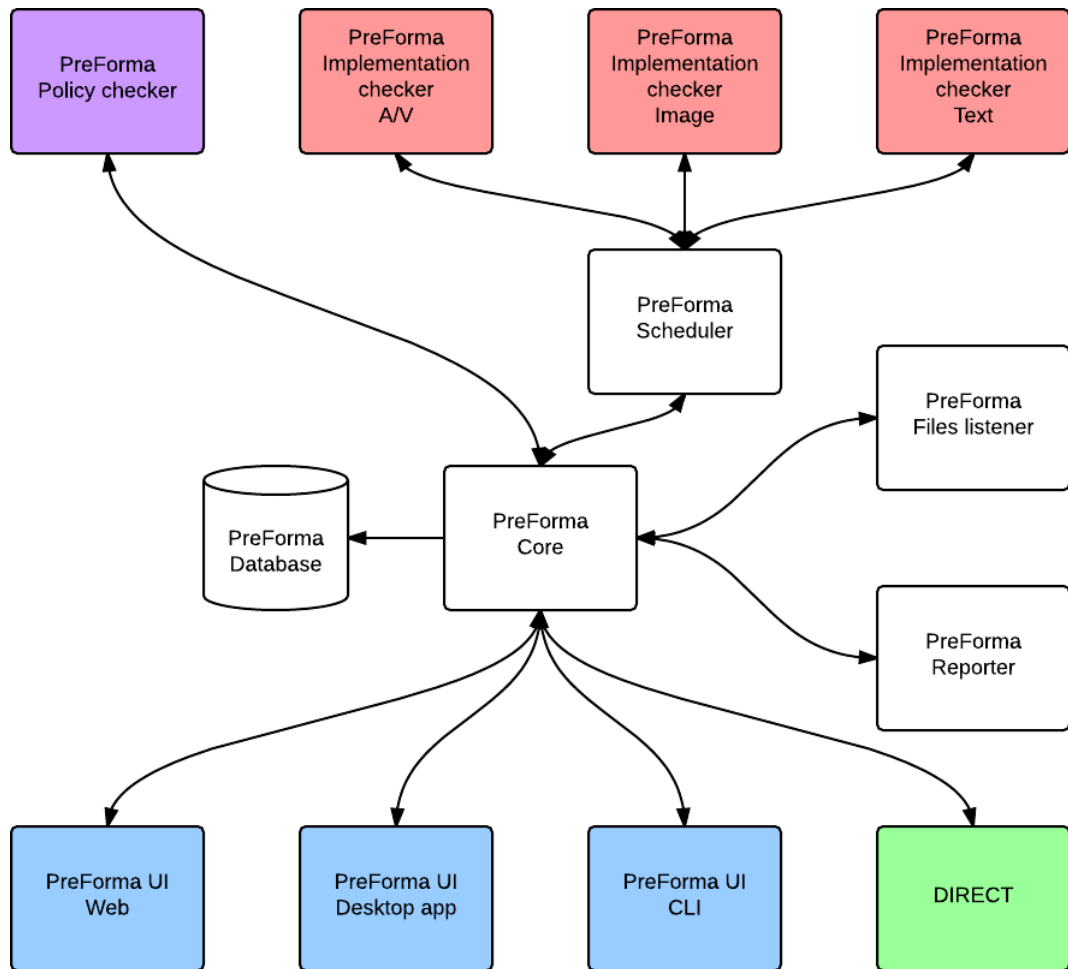 PreForma
Policy checker
PreForma
Implementation
checker
A/V
PreForma
Implementation
checker
Image
PreForma
Implementation
checker
Text
PreForma
Scheduler
PreForma
Files listener
PreForma
Database
PreForma
Core
PreForma
Reporter
PreForma UI
Web
PreForma UI
Desktop app
PreForma UI
CLI
DIRECT